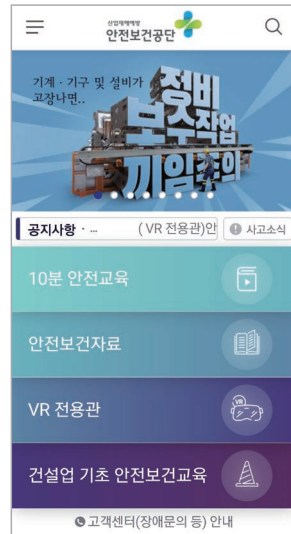 산업재해예방
안전보건공단
기계·기구 및 설비가
고장나면..
정비
보수작업
끼임주의
공지사항 · ... (VR 전용관)안
사고소식
10분 안전교육
안전보건자료
VR
VR 전용관
건설업 기초 안전보건교육
고객센터(장애문의 등) 안내